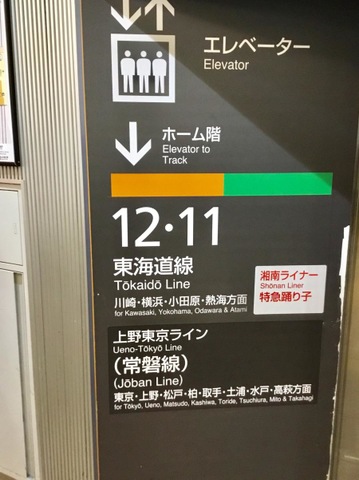 エレベーター
Elevator
ホーム階
Elevator to
Track
12・11
東海道線
Tōkaidō Line
川崎・横浜・小田原・熱海方面
for Kawasaki, Yokohama, Odawara & Atami
湘南ライナー
Shōnan Liner
特急踊り子
上野東京ライン
Ueno-Tōkyō Line
(常磐線)
(Jōban Line)
東京・上野・松戸・柏・取手・土浦・水戸・高萩方面
for Tōkyō, Ueno, Matsudo, Kashiwa, Toride, Tsuchiura, Mito & Takahagi